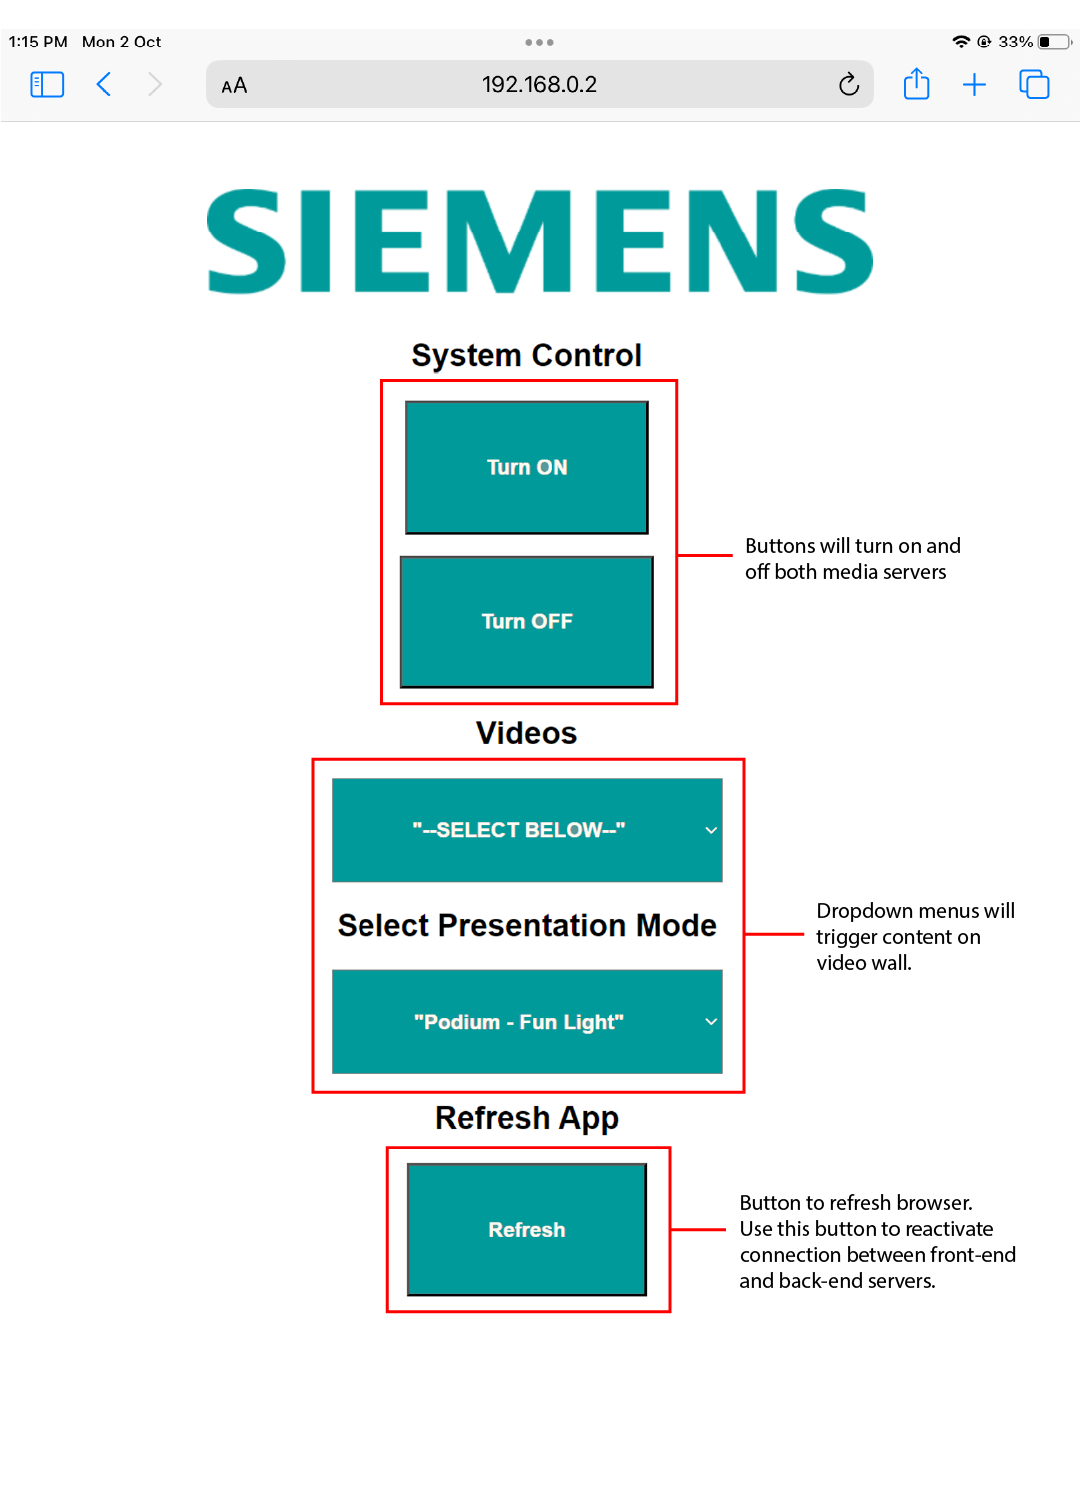 1:15 PM Mon 2 Oct
33%
AA
192.168.0.2
SIEMENS
System Control
Turn ON
Turn OFF
Buttons will turn on and
off both media servers
Videos
"--SELECT BELOW--"
Select Presentation Mode
"Podium - Fun Light"
Dropdown menus will
trigger content on
video wall.
Refresh App
Refresh
Button to refresh browser.
Use this button to reactivate
connection between front-end
and back-end servers.